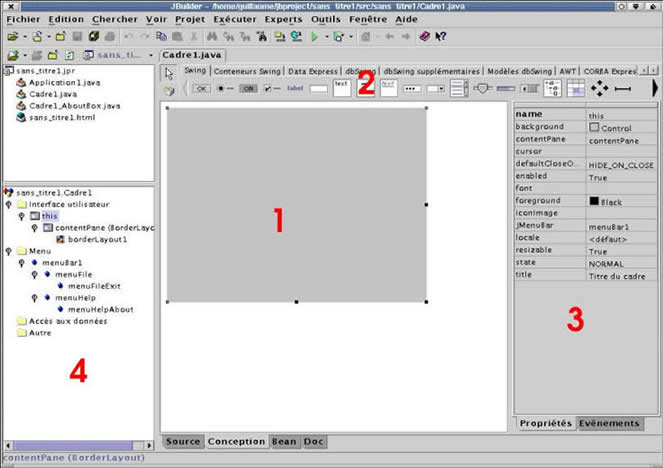 JBuilder - /home/guillaume/jbproject/sans_titre1/src/sans_titre1/Cadre1.java
Fichier Edition Chercher Voir Projet Exécuter Experts Outils Fenêtre Aide
sans_ti...
Cadre1.java
sans_titre1.jpr
Application1.java
Cadre1.java
Cadre1_AboutBox.java
sans_titre1.html
Swing Conteneurs Swing Data Express dbSwing dbSwing supplémentaires Modèles dbSwing AWT CORBA Expres
OK ON label text
2
name this
background Control
contentPane contentPane
cursor
defaultCloseO... HIDE_ON_CLOSE
enabled True
font
foreground Black
iconImage
JMenuBar menuBar1
locale <défaut>
resizable True
state NORMAL
title Titre du cadre
1
3
sans_titre1.Cadre1
Interface utilisateur
this
contentPane (BorderLayo
borderLayout1
Menu
menuBar1
menuFile
menuFileExit
menuHelp
menuHelpAbout
Accès aux données
Autre
4
Propriétés Evénements
Source Conception Bean Doc
contentPane (BorderLayout)